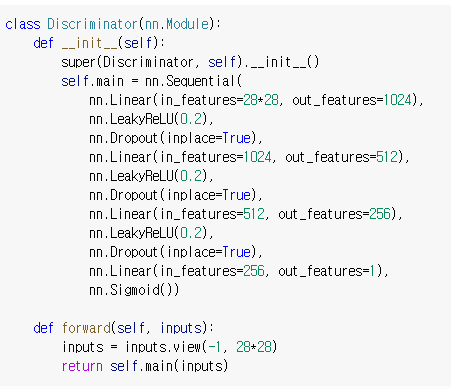 class Discriminator(nn.Module):
    def __init__(self):
        super(Discriminator, self).__init__()
        self.main = nn.Sequential(
            nn.Linear(in_features=28*28, out_features=1024),
            nn.LeakyReLU(0.2),
            nn.Dropout(inplace=True),
            nn.Linear(in_features=1024, out_features=512),
            nn.LeakyReLU(0.2),
            nn.Dropout(inplace=True),
            nn.Linear(in_features=512, out_features=256),
            nn.LeakyReLU(0.2),
            nn.Dropout(inplace=True),
            nn.Linear(in_features=256, out_features=1),
            nn.Sigmoid())

    def forward(self, inputs):
        inputs = inputs.view(-1, 28*28)
        return self.main(inputs)